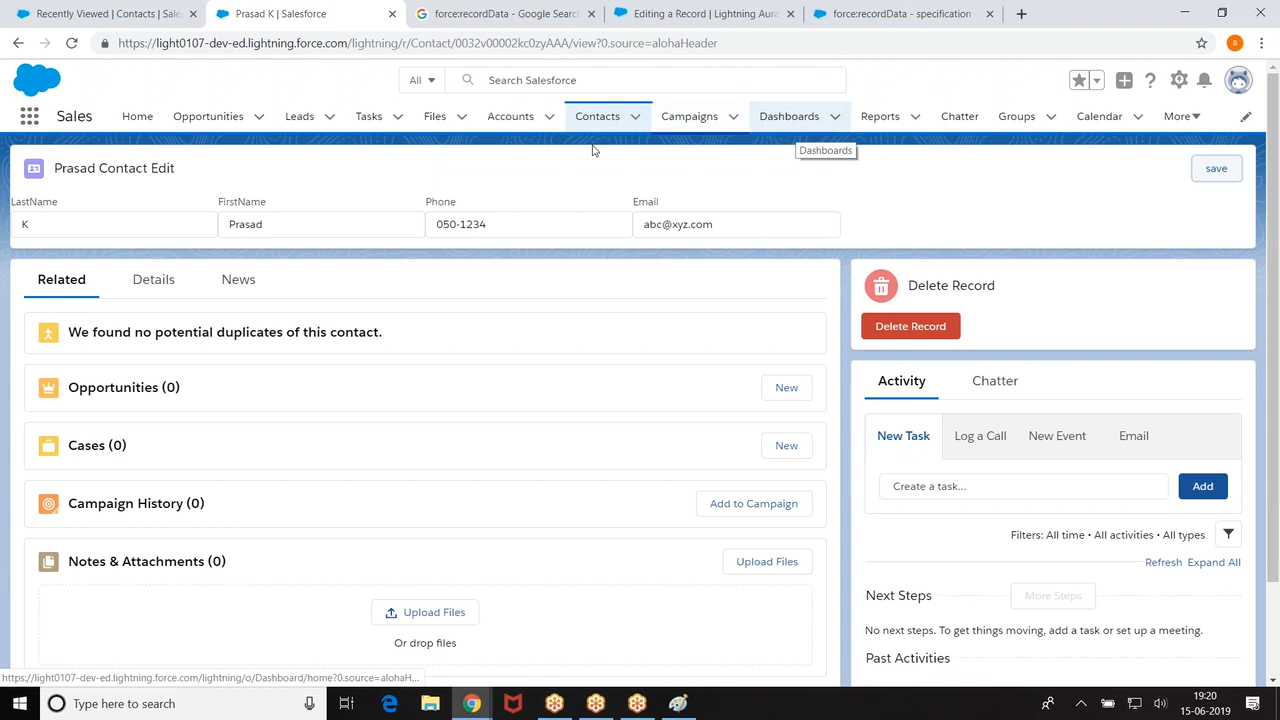 Recently Viewed | Contacts | Sales
Prasad K | Salesforce
force:recordData - Google Search
Editing a Record | Lightning Aura
force:recordData - specification
https://light0107-dev-ed.lightning.force.com/lightning/r/Contact/0032v00002kc0nrAAA/view?0.source=alohaHeader
All
Search Salesforce
Sales
Home
Opportunities
Leads
Tasks
Files
Accounts
Contacts
Campaigns
Dashboards
Reports
Chatter
Groups
Calendar
More
Dashboards
Prasad Contact Edit
save
LastName
FirstName
Phone
Email
K
Prasad
050-1234
abc@xyz.com
Related
Details
News
Delete Record
Delete Record
We found no potential duplicates of this contact.
Opportunities (0)
New
Cases (0)
New
Campaign History (0)
Add to Campaign
Notes & Attachments (0)
Upload Files
Upload Files
Or drop files
Activity
Chatter
New Task
Log a Call
New Event
Email
Create a task...
Add
Filters: All time • All activities • All types
Refresh
Expand All
Next Steps
More Steps
No next steps. To get things moving, add a task or set up a meeting.
Past Activities
https://light0107-dev-ed.lightning.force.com/lightning/o/Dashboard/home?0.source=alohaH...
Type here to search
19:20
15-06-2019